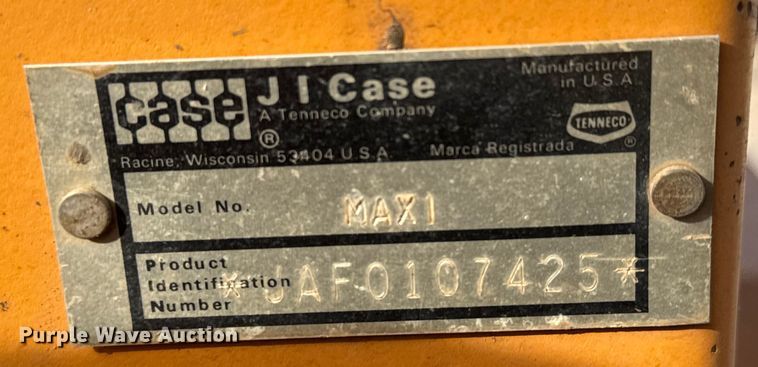 case
J I Case
A Tenneco Company
®
Racine, Wisconsin 53404 U.S.A.
Manufactured
in U.S.A.
TENNECO
®
Marca Registrada
Model No. MAXI
Product
Identification
Number *JAF0107425*
Purple Wave Auction